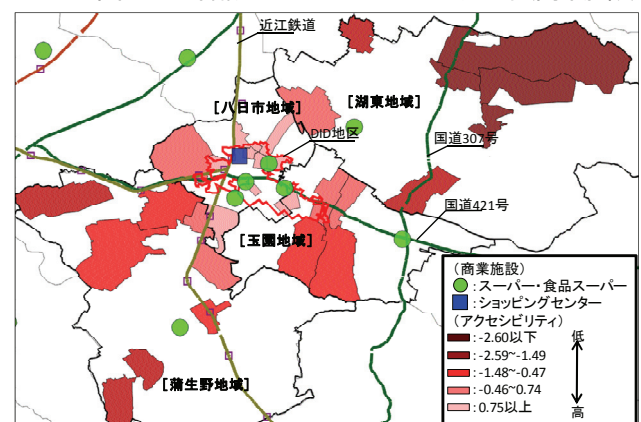 近江鉄道
[八日市地域]
[湖東地域]
DID地区
国道307号
国道421号
[玉園地域]
[蒲生野地域]
(商業施設)
:スーパー・食品スーパー
:ショッピングセンター
(アクセシビリティ)
:-2.60以下
低
:-2.59~-1.49
:-1.48~-0.47
:-0.46~0.74
:0.75以上
高